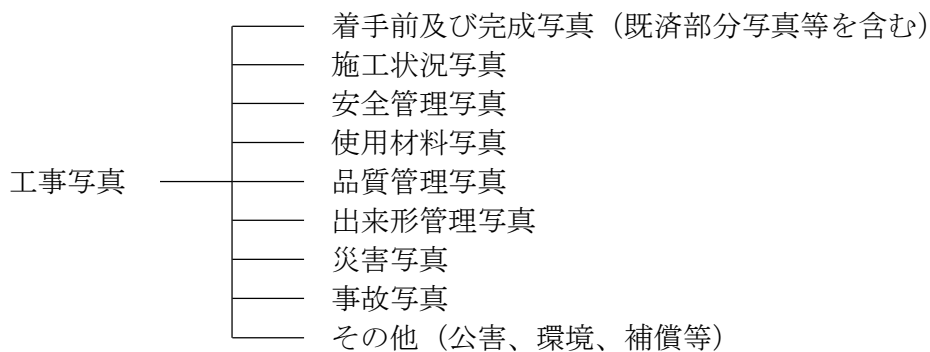 着手前及び完成写真（既済部分写真等を含む）
施工状況写真
安全管理写真
使用材料写真
工事写真
品質管理写真
出来形管理写真
災害写真
事故写真
その他（公害、環境、補償等）